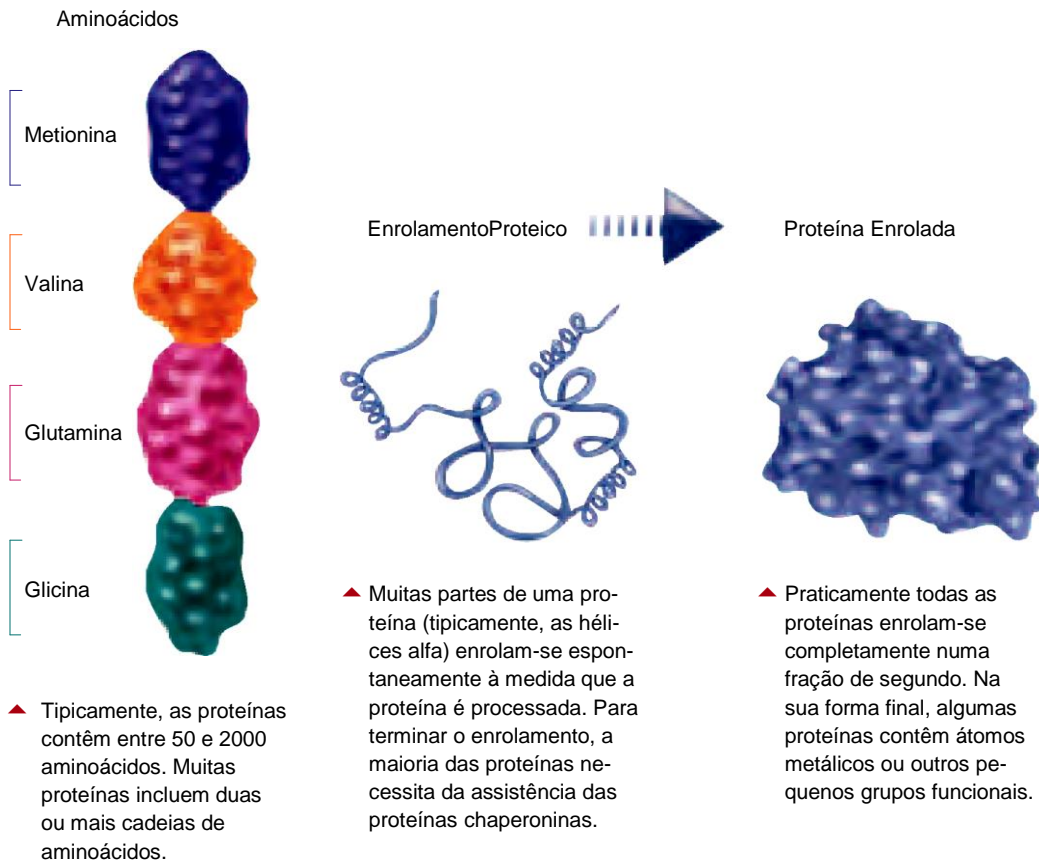 Aminoácidos
Metionina
Valina
Glutamina
Glicina
Tipicamente, as proteínas
contêm entre 50 e 2000
aminoácidos. Muitas
proteínas incluem duas
ou mais cadeias de
aminoácidos.
EnrolamentoProteico
Muitas partes de uma pro-
teína (tipicamente, as héli-
ces alfa) enrolam-se espon-
taneamente à medida que a
proteína é processada. Para
terminar o enrolamento, a
maioria das proteínas ne-
cessita da assistência das
proteínas chaperoninas.
Proteína Enrolada
Praticamente todas as
proteínas enrolam-se
completamente numa
fração de segundo. Na
sua forma final, algumas
proteínas contêm átomos
metálicos ou outros pe-
quenos grupos funcionais.